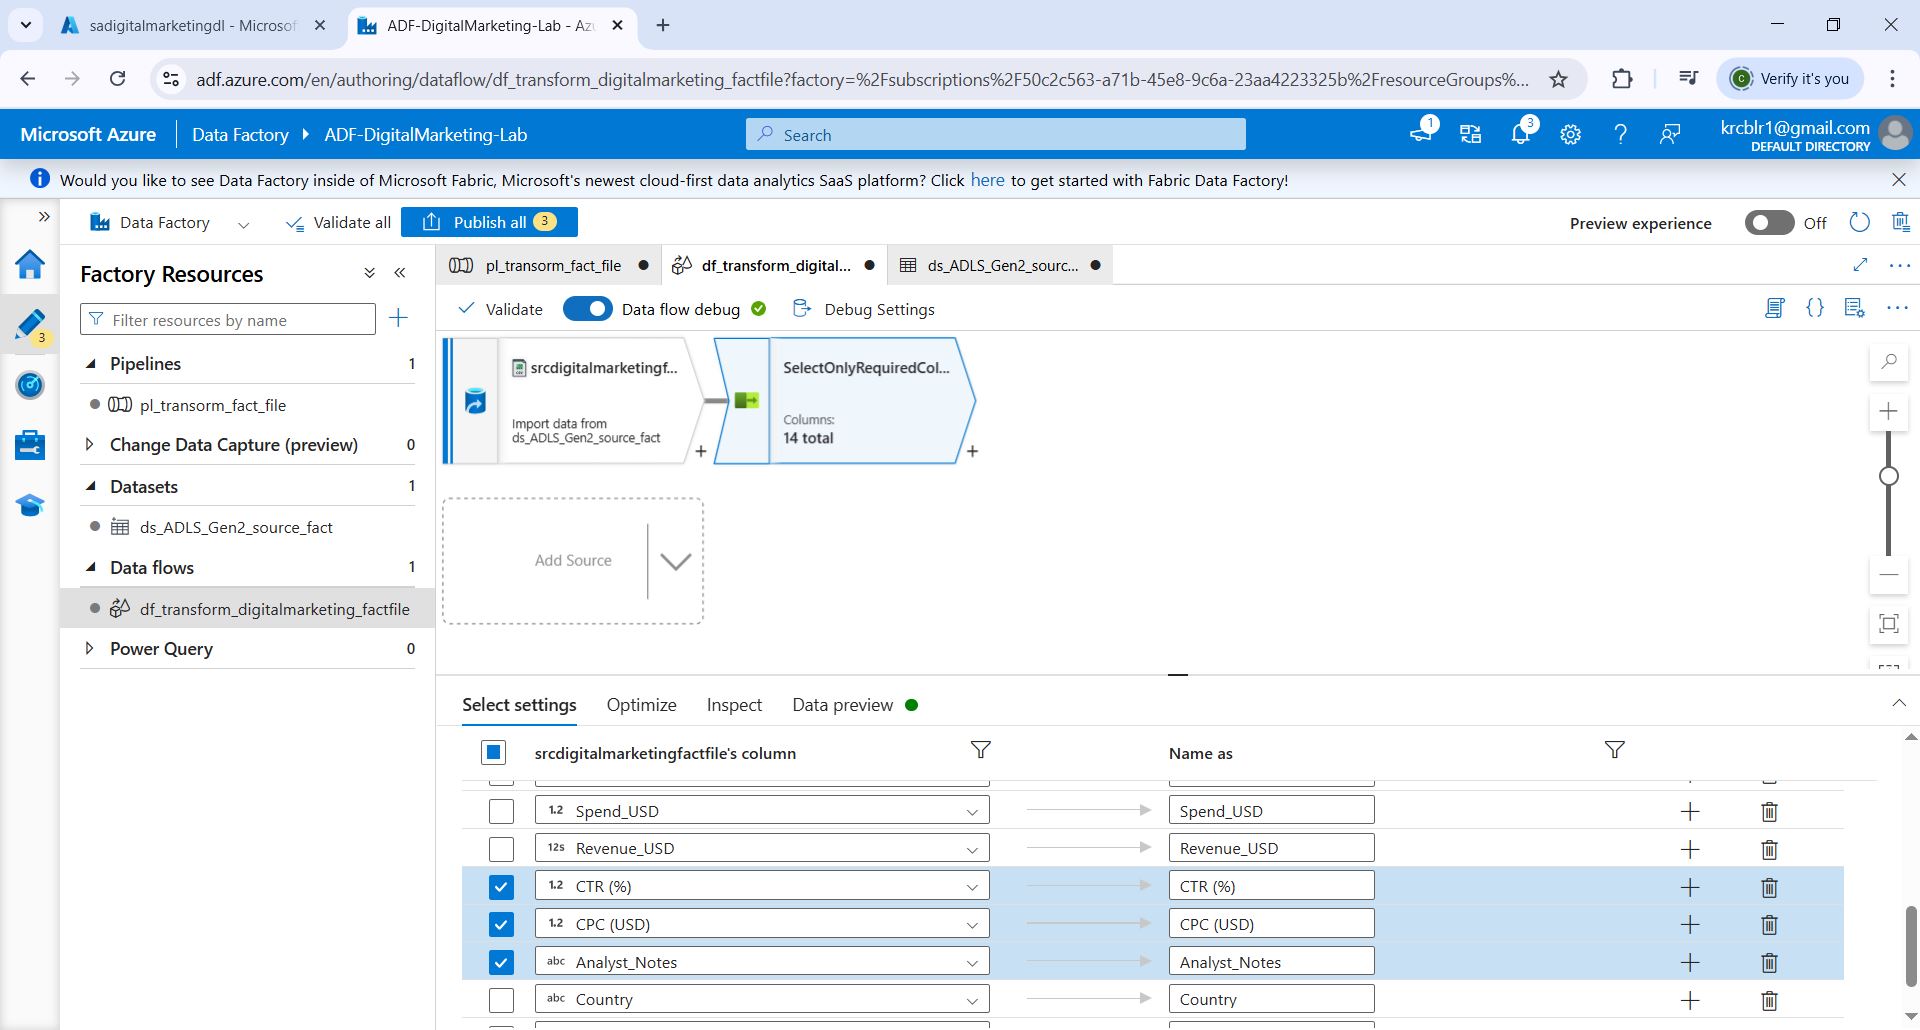 sadigitalmarketingdl - Microsof
ADF-DigitalMarketing-Lab - Az
adf.azure.com/en/authoring/dataflow/df_transform_digitalmarketing_factfile?factory=%2Fsubscriptions%2F50c2c563-a71b-45e8-9c6a-23aa4223325b%2FresourceGroups%...
Verify it's you
Microsoft Azure
Data Factory
ADF-DigitalMarketing-Lab
Search
1
3
krcblr1@gmail.com
DEFAULT DIRECTORY
Would you like to see Data Factory inside of Microsoft Fabric, Microsoft's newest cloud-first data analytics SaaS platform? Click here to get started with Fabric Data Factory!
Data Factory
Validate all
Publish all 3
Preview experience
Off
3
Factory Resources
Filter resources by name
Pipelines 1
pl_transorm_fact_file
Change Data Capture (preview) 0
Datasets 1
ds_ADLS_Gen2_source_fact
Data flows 1
df_transform_digitalmarketing_factfile
Power Query 0
pl_transorm_fact_file
df_transform_digital...
ds_ADLS_Gen2_sourc...
Validate
Data flow debug
Debug Settings
srcdigitalmarketingf...
Import data from
ds_ADLS_Gen2_source_fact
SelectOnlyRequiredCol...
Columns:
14 total
Add Source
Select settings
Optimize
Inspect
Data preview
srcdigitalmarketingfactfile's column
Name as
1.2 Spend_USD Spend_USD
12s Revenue_USD Revenue_USD
1.2 CTR (%) CTR (%)
1.2 CPC (USD) CPC (USD)
abc Analyst_Notes Analyst_Notes
abc Country Country